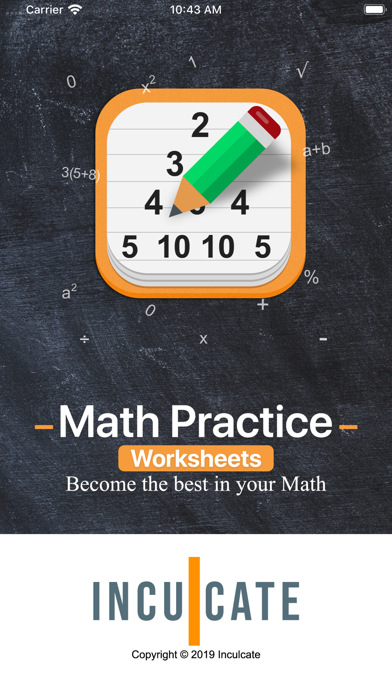 Carrier 10:43 AM
1
0 x² √
2
3(5+8) 3 a+b
4 4
5 10 10 5
a² %
0 +
÷ x -
Math Practice
Worksheets
Become the best in your Math
INCULCATE
Copyright © 2019 Inculcate